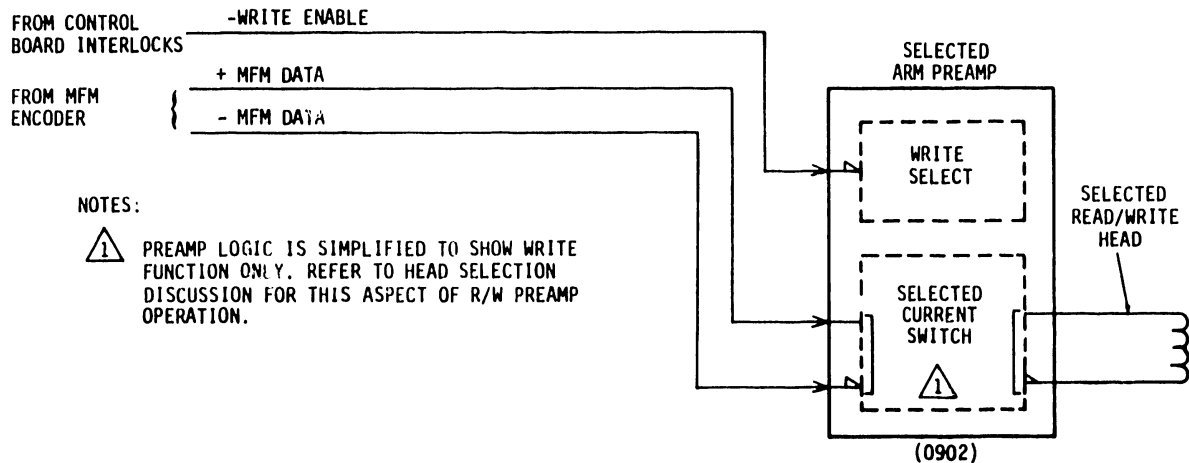 FROM CONTROL
BOARD INTERLOCKS
-WRITE ENABLE
FROM MFM
ENCODER
+ MFM DATA
- MFM DATA
NOTES:
1 PREAMP LOGIC IS SIMPLIFIED TO SHOW WRITE
FUNCTION ONLY. REFER TO HEAD SELECTION
DISCUSSION FOR THIS ASPECT OF R/W PREAMP
OPERATION.
SELECTED
ARM PREAMP
WRITE
SELECT
SELECTED
CURRENT
SWITCH
1
SELECTED
READ/WRITE
HEAD
(0902)